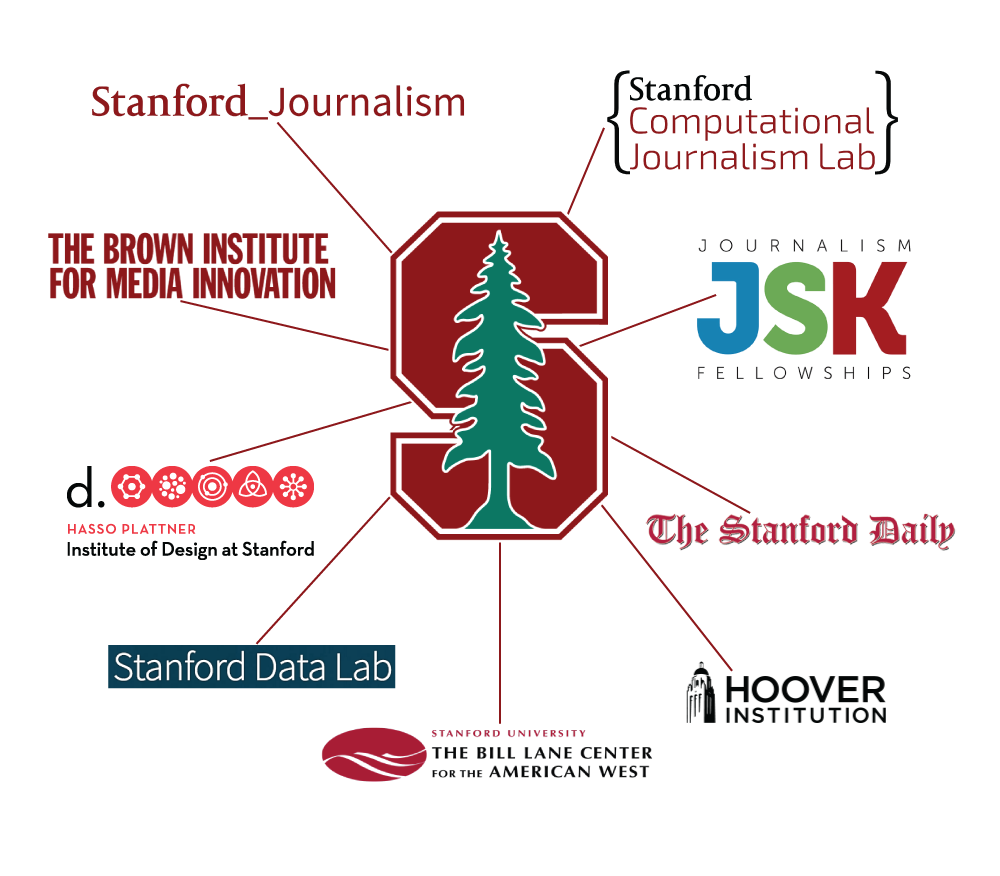 Stanford_Journalism
Stanford
Computational
Journalism Lab
THE BROWN INSTITUTE
FOR MEDIA INNOVATION
JOURNALISM
JSK
FELLOWSHIPS
d.
HASSO PLATTNER
Institute of Design at Stanford
The Stanford Daily
Stanford Data Lab
HOOVER
INSTITUTION
STANFORD UNIVERSITY
THE BILL LANE CENTER
FOR THE AMERICAN WEST